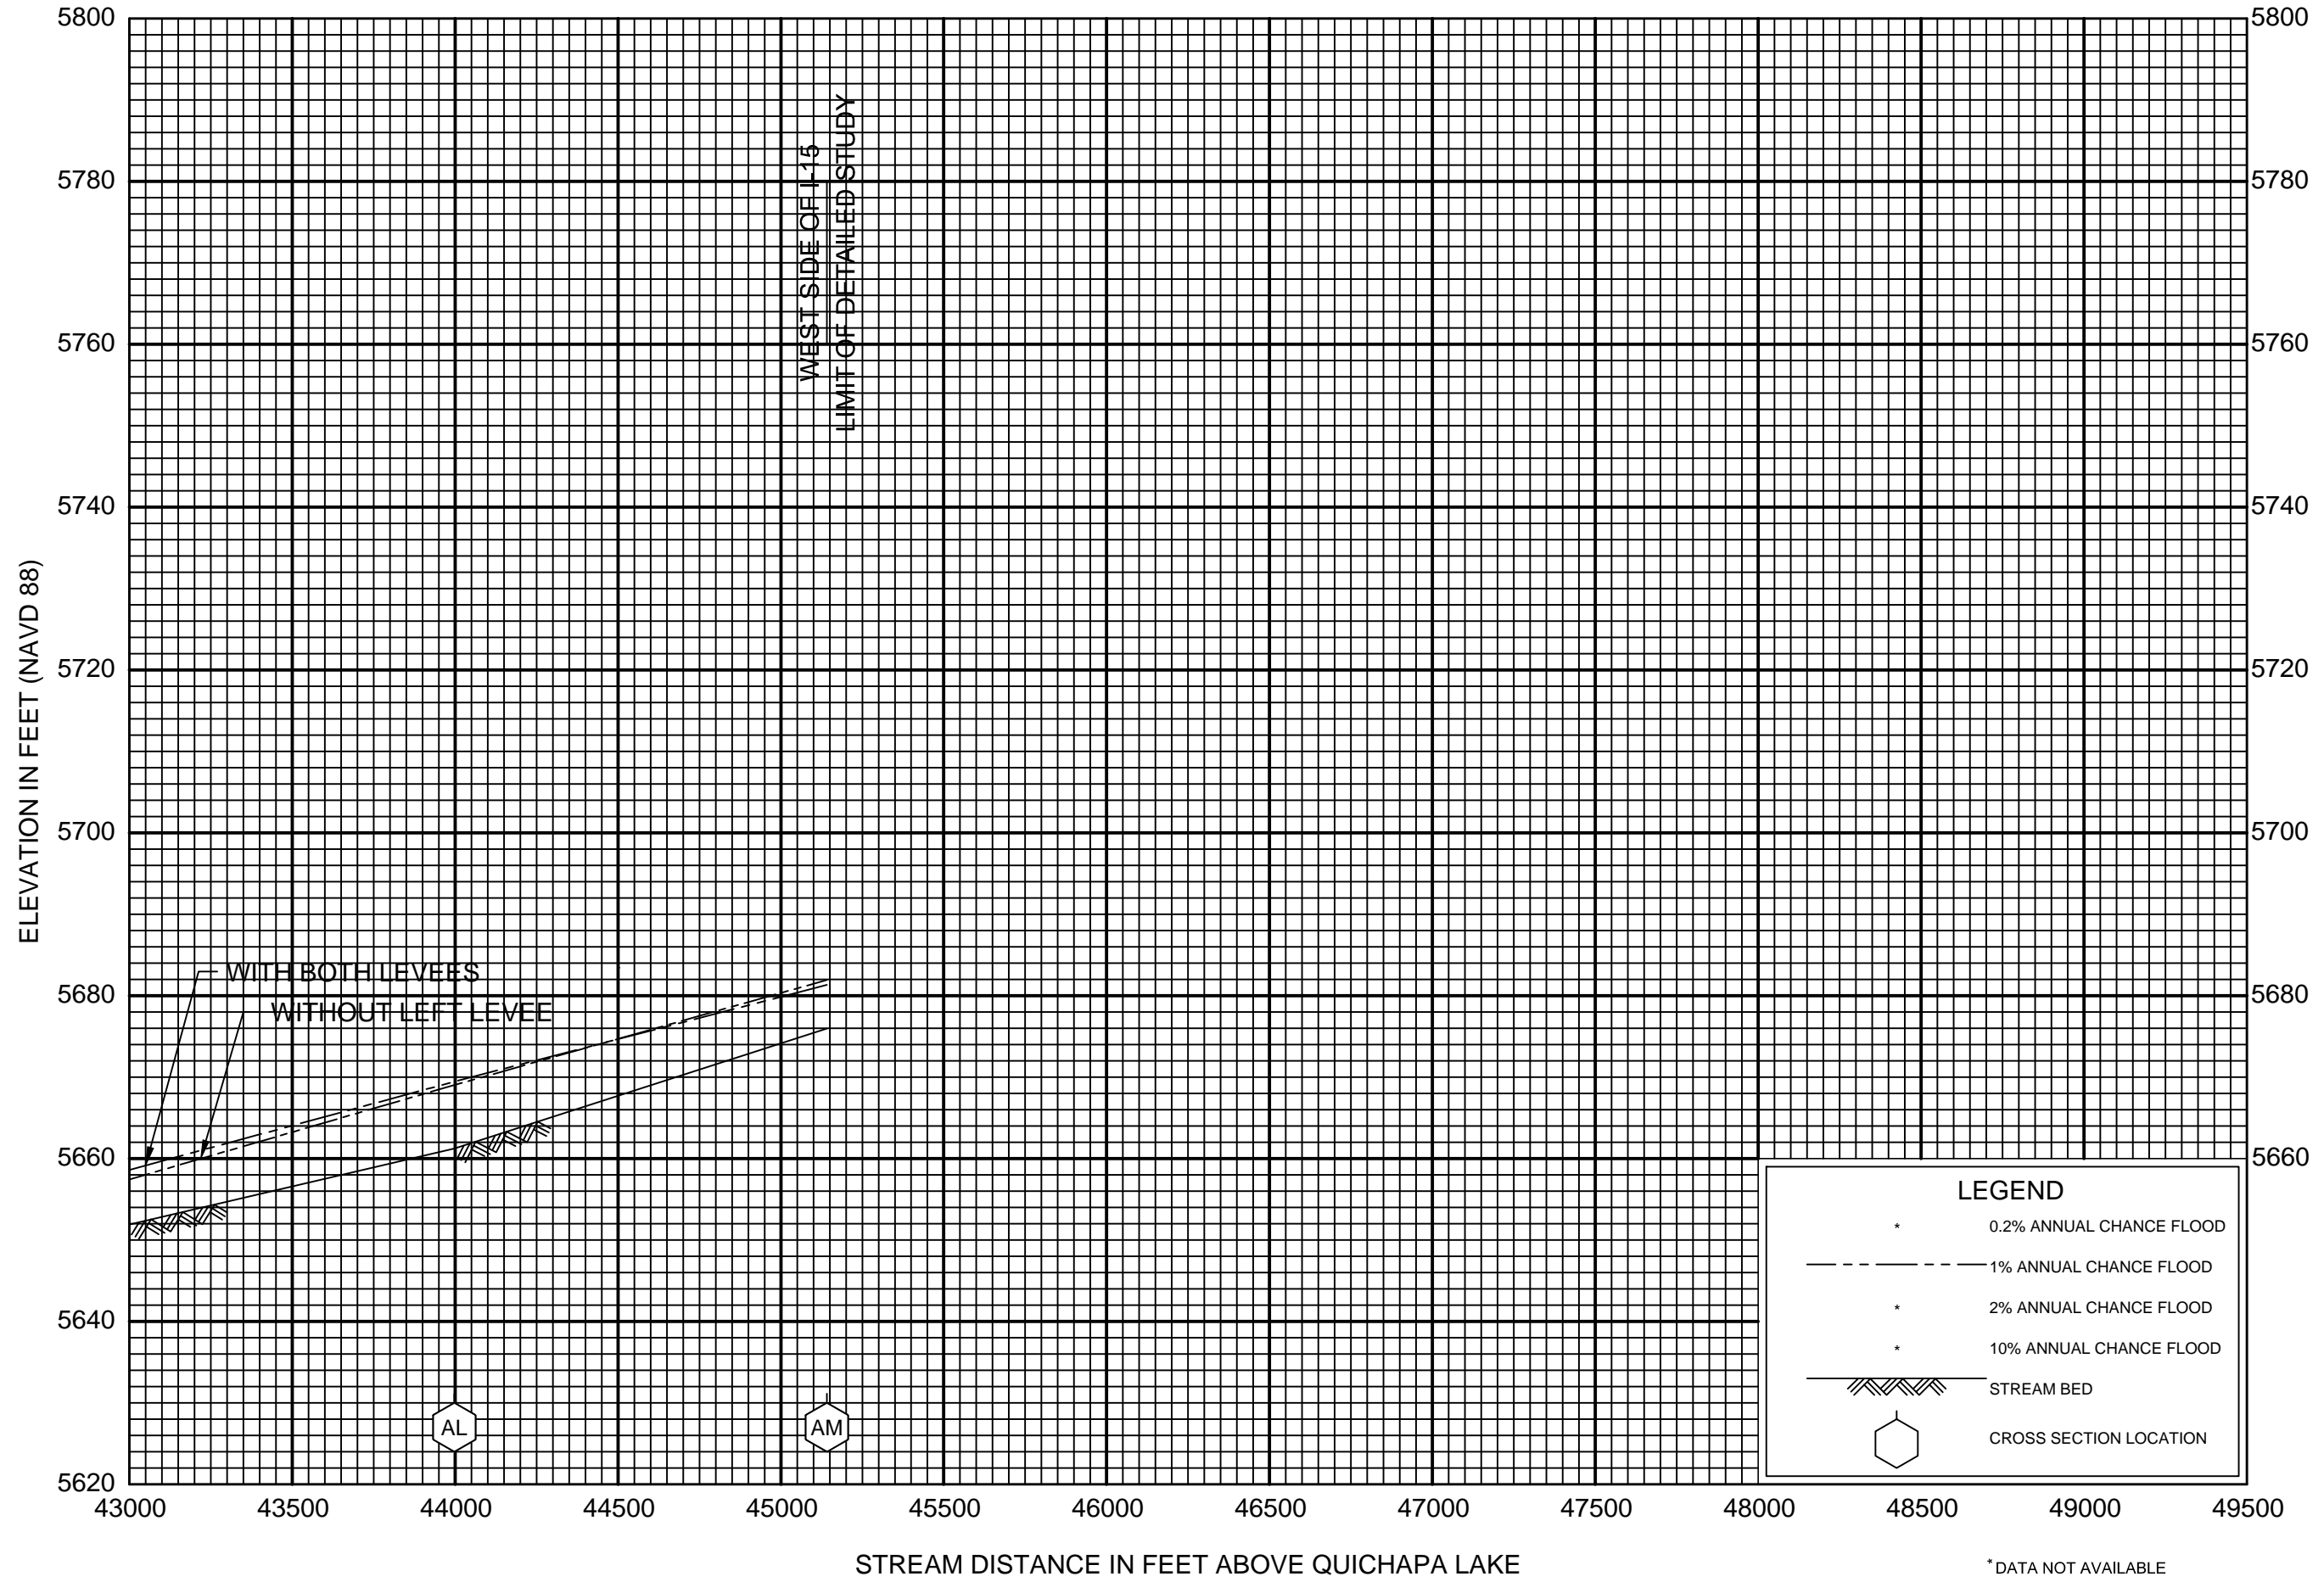 5800
5800
5780
5780
5760
5760
5740
5740
5720
5720
5700
5700
5680
5680
5660
5660
5640
5620
ELEVATION IN FEET (NAVD 88)
WEST SIDE OF I-15
LIMIT OF DETAILED STUDY
WITH BOTH LEVEES
WITHOUT LEFT LEVEE
AL
AM
LEGEND
* 0.2% ANNUAL CHANCE FLOOD
1% ANNUAL CHANCE FLOOD
* 2% ANNUAL CHANCE FLOOD
* 10% ANNUAL CHANCE FLOOD
STREAM BED
CROSS SECTION LOCATION
43000 43500 44000 44500 45000 45500 46000 46500 47000 47500 48000 48500 49000 49500
STREAM DISTANCE IN FEET ABOVE QUICHAPA LAKE
* DATA NOT AVAILABLE